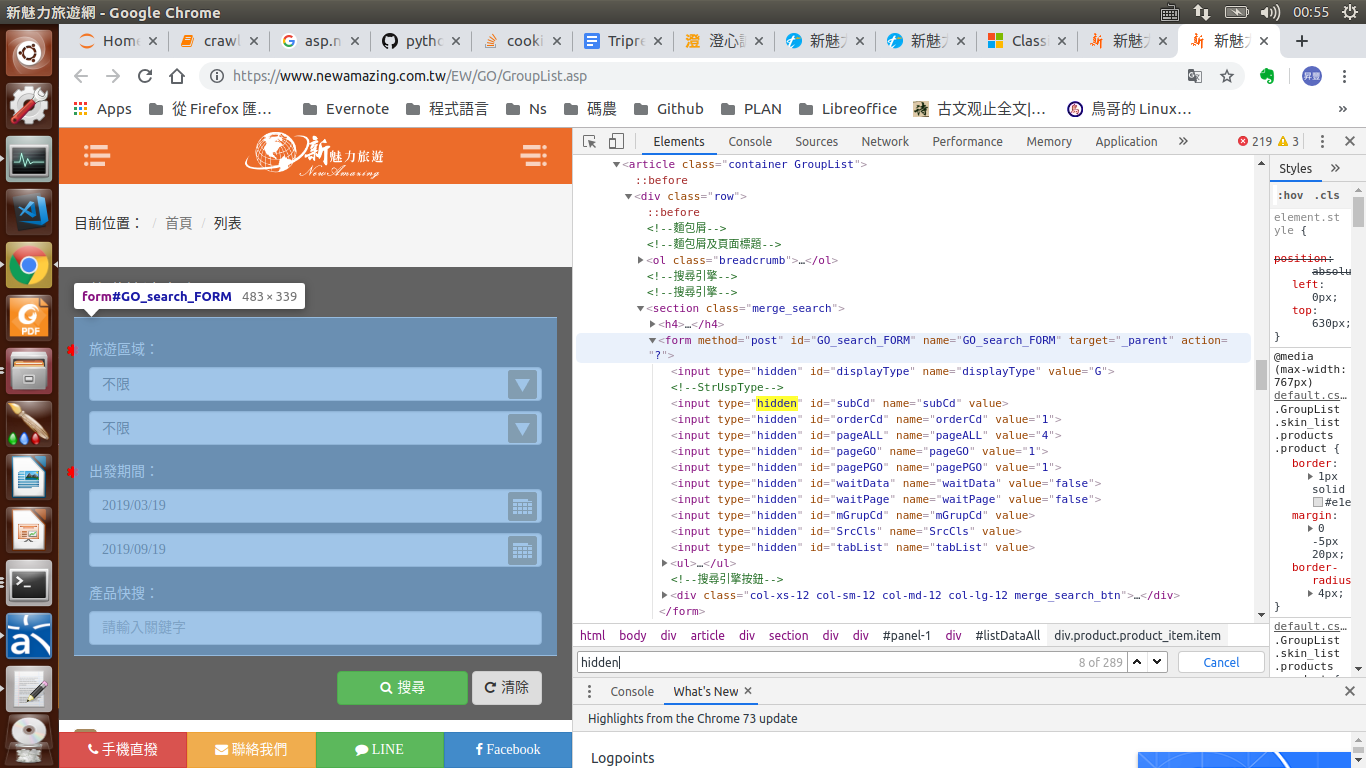 新魅力旅遊網 - Google Chrome
00:55
Home
crawl
asp.n
pytho
cooki
Tripre
澄 澄心
新魅力
新魅力
Classi
新魅力
新魅力
https://www.newamazing.com.tw/EW/GO/GroupList.asp
昇豐
Apps
從 Firefox 匯…
Evernote
程式語言
Ns
碼農
Github
PLAN
Libreoffice
古文观止全文|…
鳥哥的 Linux…
»
新魅力旅遊
NewAmazing
目前位置： / 首頁 / 列表
form#GO_search_FORM 483 × 339
旅遊區域：
不限
不限
出發期間：
2019/03/19
2019/09/19
產品快搜：
請輸入關鍵字
搜尋
清除
手機直撥
聯絡我們
LINE
Facebook
Elements Console Sources Network Performance Memory Application » 219 3
<article class="container GroupList">
::before
<div class="row">
::before
<!--麵包屑-->
<!--麵包屑及頁面標題-->
<ol class="breadcrumb">…</ol>
<!--搜尋引擎-->
<!--搜尋引擎-->
<section class="merge_search">
<h4>…</h4>
<form method="post" id="GO_search_FORM" name="GO_search_FORM" target="_parent" action=
"?">
<input type="hidden" id="displayType" name="displayType" value="G">
<!--StrUspType-->
<input type="hidden" id="subCd" name="subCd" value>
<input type="hidden" id="orderCd" name="orderCd" value="1">
<input type="hidden" id="pageALL" name="pageALL" value="4">
<input type="hidden" id="pageGO" name="pageGO" value="1">
<input type="hidden" id="pagePGO" name="pagePGO" value="1">
<input type="hidden" id="waitData" name="waitData" value="false">
<input type="hidden" id="waitPage" name="waitPage" value="false">
<input type="hidden" id="mGrupCd" name="mGrupCd" value>
<input type="hidden" id="SrcCls" name="SrcCls" value>
<input type="hidden" id="tabList" name="tabList" value>
<ul>…</ul>
<!--搜尋引擎按鈕-->
<div class="col-xs-12 col-sm-12 col-md-12 col-lg-12 merge_search_btn">…</div>
</form>
html body div article div section div div #panel-1 div #listDataAll div.product.product_item.item
hidden 8 of 289 Cancel
Console What's New ×
Highlights from the Chrome 73 update
Logpoints
Styles »
:hov .cls
element.st
yle {
position:
absolu
left:
0px;
top:
630px;
}
@media
(max-width:
767px)
default.cs…
.GroupList
.skin_list
.products
.product {
border:
1px
solid
#e1e
margin:
0
-5px
20px;
border-
radius
4px;
}
default.cs…
.GroupList
.skin_list
.products
PDF